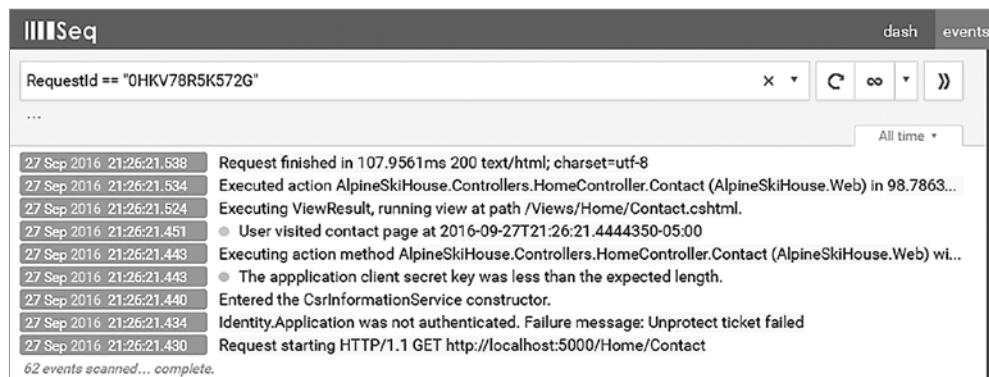 Seq dash events
RequestId == "0HKV78R5K572G"
...
All time
27 Sep 2016 21:26:21.538 Request finished in 107.9561ms 200 text/html; charset=utf-8
27 Sep 2016 21:26:21.534 Executed action AlpineSkiHouse.Controllers.HomeController.Contact (AlpineSkiHouse.Web) in 98.7863...
27 Sep 2016 21:26:21.524 Executing ViewResult, running view at path /Views/Home/Contact.cshtml.
27 Sep 2016 21:26:21.451 User visited contact page at 2016-09-27T21:26:21.4444350-05:00
27 Sep 2016 21:26:21.443 Executing action method AlpineSkiHouse.Controllers.HomeController.Contact (AlpineSkiHouse.Web) wi...
27 Sep 2016 21:26:21.443 The appplication client secret key was less than the expected length.
27 Sep 2016 21:26:21.440 Entered the CsrInformationService constructor.
27 Sep 2016 21:26:21.434 Identity.Application was not authenticated. Failure message: Unprotect ticket failed
27 Sep 2016 21:26:21.430 Request starting HTTP/1.1 GET http://localhost:5000/Home/Contact
62 events scanned... complete.